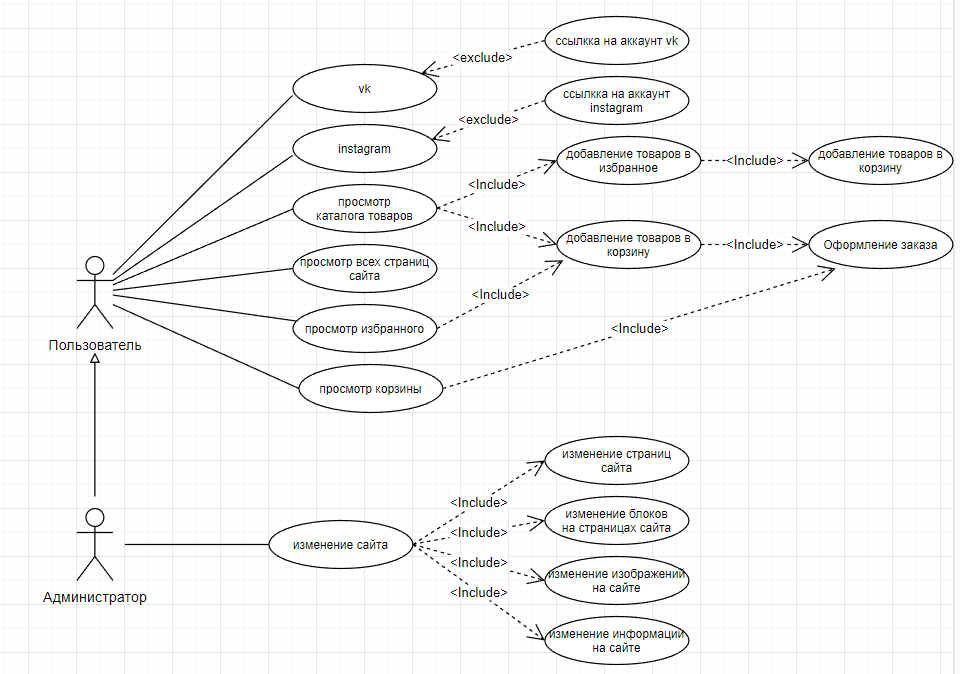 ссылкка на аккаунт vk
<exclude>
vk
ссылкка на аккаунт
instagram
<exclude>
instagram
добавление товаров в
избранное
<Include>
добавление товаров в
корзину
<Include>
просмотр
каталога товаров
<Include>
добавление товаров в
корзину
<Include>
Оформление заказа
просмотр всех страниц
сайта
<Include>
просмотр избранного
<Include>
Пользователь
просмотр корзины
изменение страниц
сайта
<Include>
изменение блоков
на страницах сайта
<Include>
изменение сайта
<Include>
изменение изображений
на сайте
<Include>
Администратор
изменение информации
на сайте